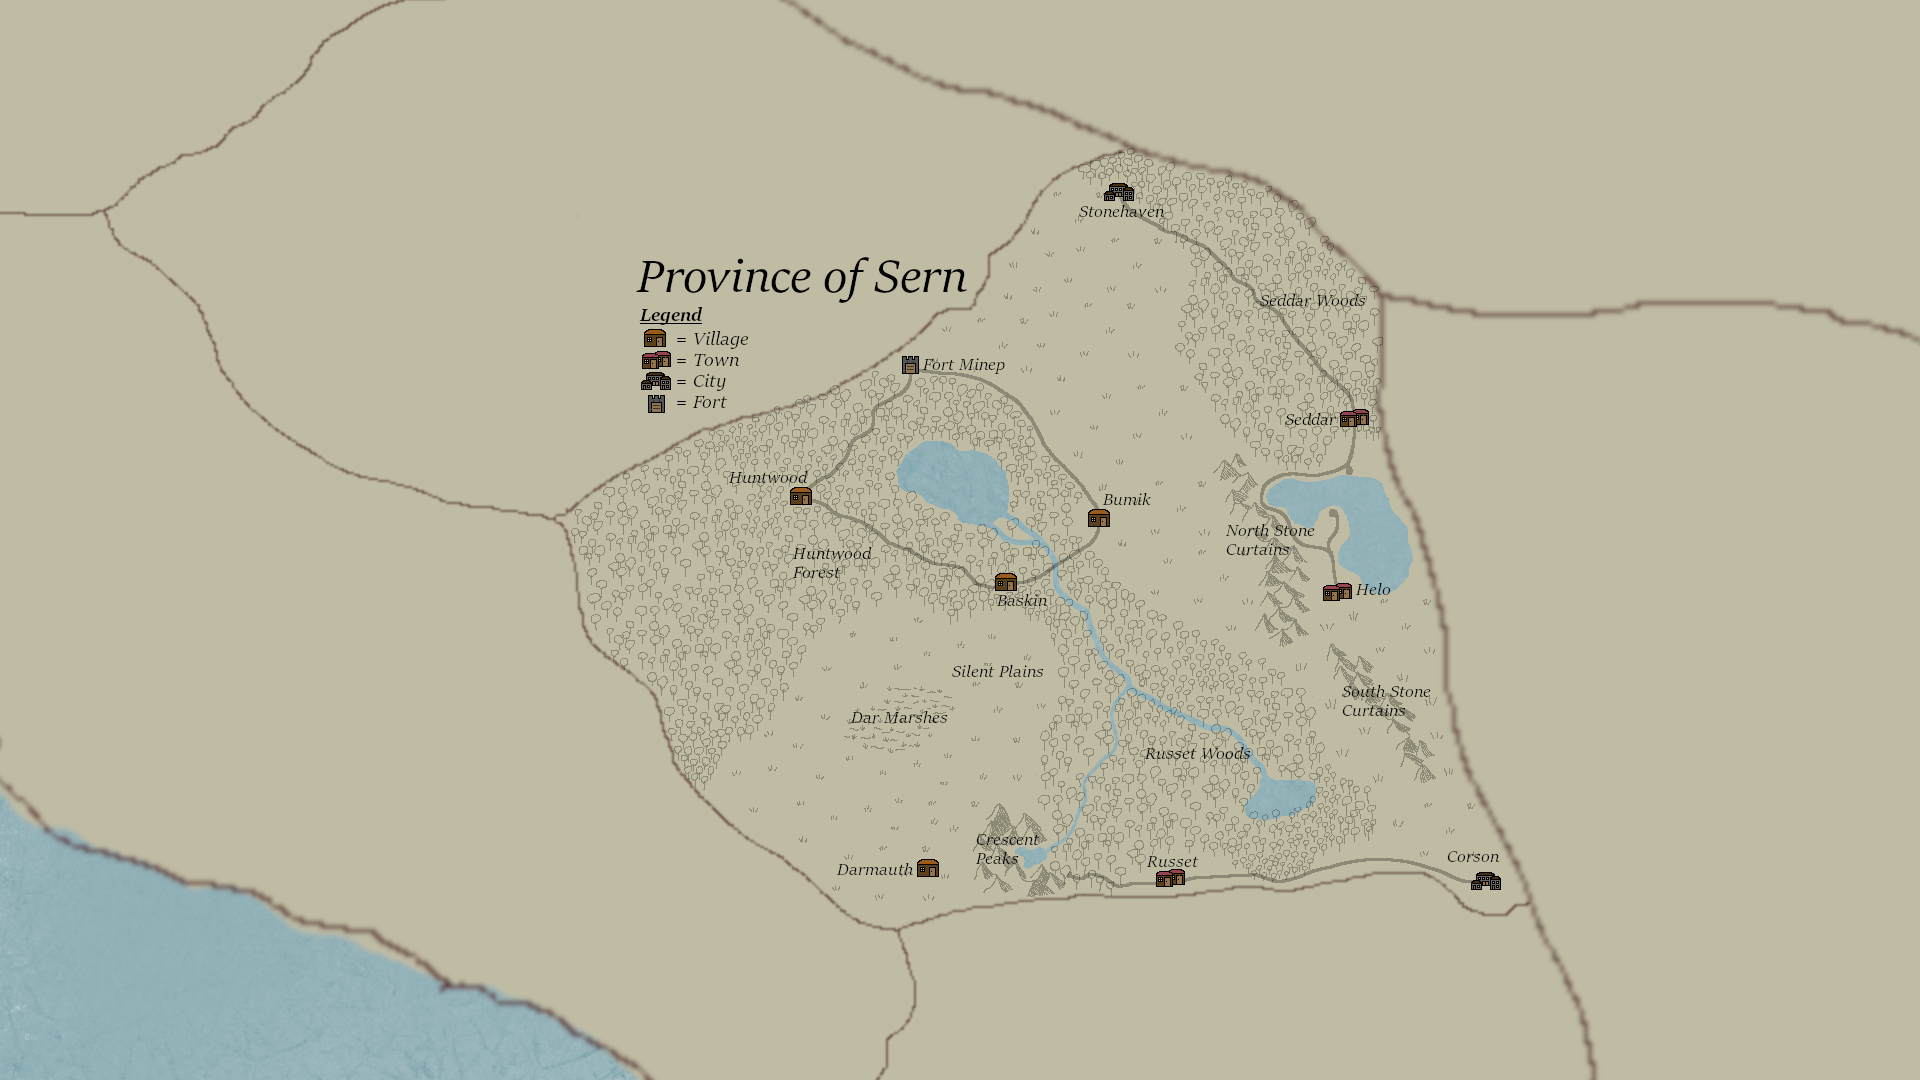 Stonehaven
Province of Sern
Seddar Woods
Legend
= Village
= Town
= City
= Fort
Fort Minep
Seddar
Huntwood
Bumik
North Stone
Curtains
Huntwood
Forest
Helo
Baskin
Silent Plains
South Stone
Curtains
Dar Marshes
Russet Woods
Crescent
Peaks
Darmauth
Russet
Corson